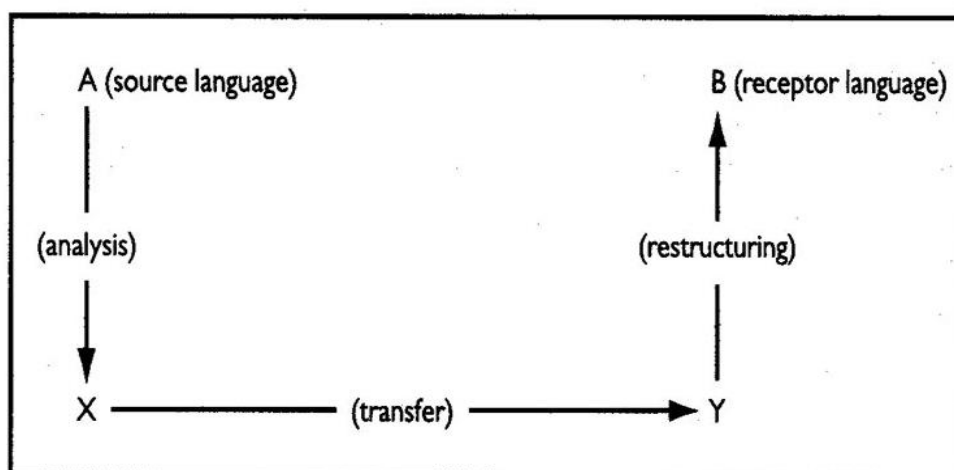 A (source language)
B (receptor language)
(analysis)
(restructuring)
X
(transfer)
Y